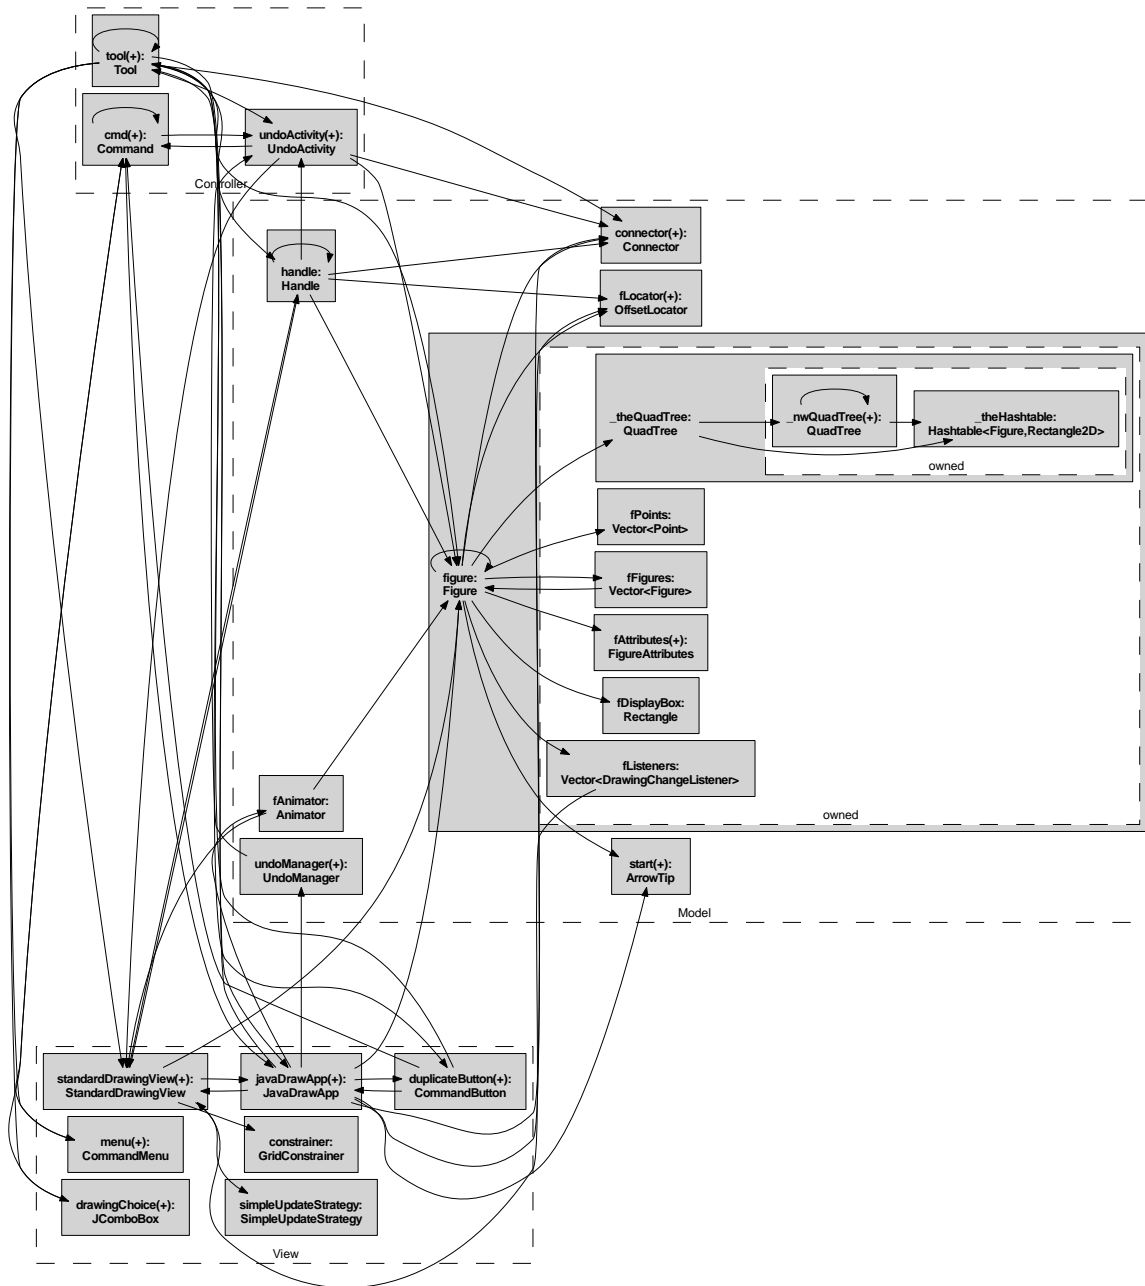 tool(+):
Tool
cmd(+):
Command
undoActivity(+):
UndoActivity
Controller
connector(+):
Connector
handle:
Handle
fLocator(+):
OffsetLocator
_theQuadTree:
QuadTree
_nwQuadTree(+):
QuadTree
_theHashtable:
Hashtable<Figure,Rectangle2D>
owned
fPoints:
Vector<Point>
figure:
Figure
fFigures:
Vector<Figure>
fAttributes(+):
FigureAttributes
fDisplayBox:
Rectangle
fListeners:
Vector<DrawingChangeListener>
owned
fAnimator:
Animator
undoManager(+):
UndoManager
start(+):
ArrowTip
Model
standardDrawingView(+):
StandardDrawingView
javaDrawApp(+):
JavaDrawApp
duplicateButton(+):
CommandButton
menu(+):
CommandMenu
constrainer:
GridConstrainer
drawingChoice(+):
JComboBox
simpleUpdateStrategy:
SimpleUpdateStrategy
View